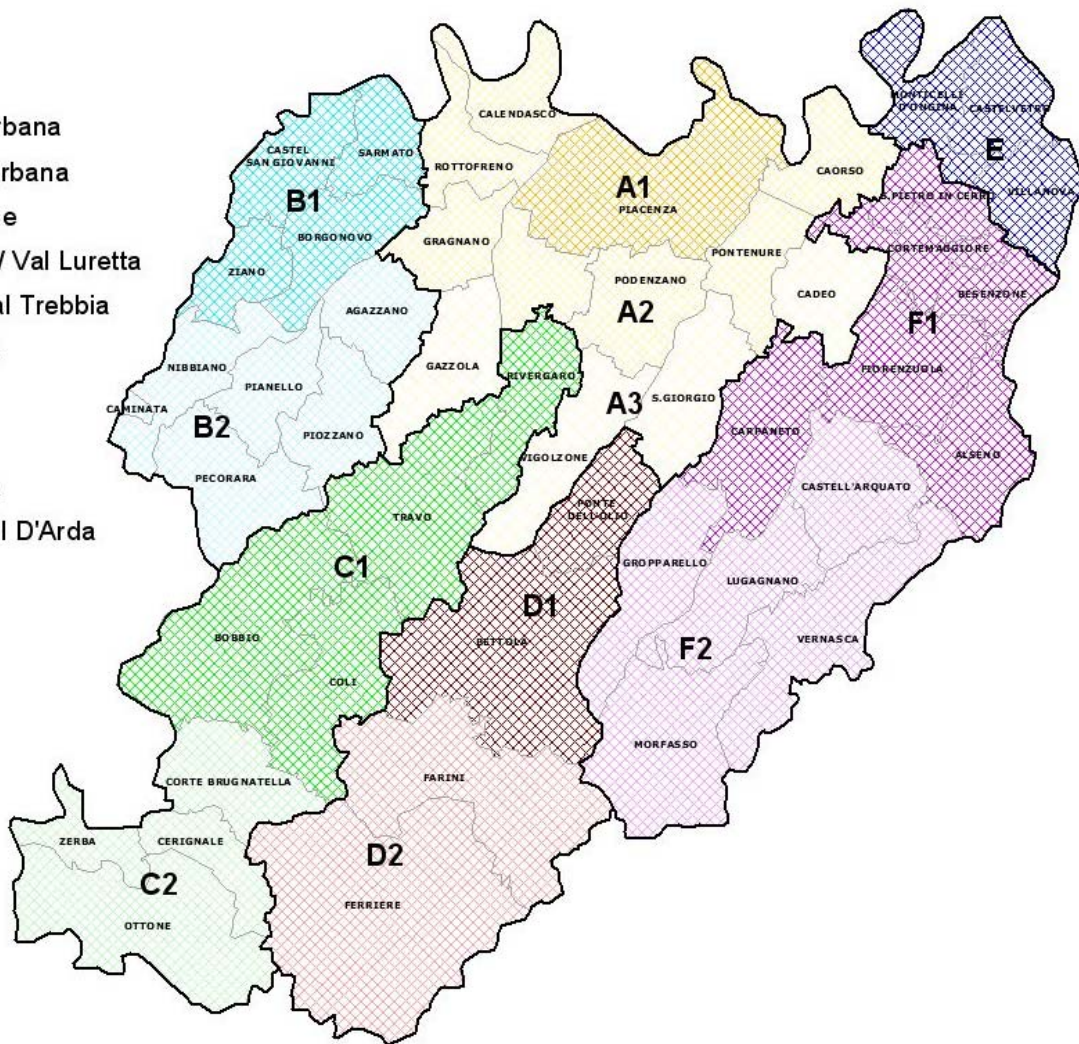 rbana
rbana
e
/ Val Luretta
al Trebbia
l D'Arda
MONTICELLI
D'ONGINA
CASTELVETRO
E
VILLANOVA
CALENDASCO
CASTEL
SAN GIOVANNI
SARMATO
ROTTOFRENO
A1
PIACENZA
CAORSO
S.PIETRO IN CERRO
B1
BORGONOVO
GRAGNANO
ZIANO
PODENZANO
PONTENURE
CORTEMAGGIORE
A2
CADEO
BESENZONE
AGAZZANO
F1
NIBBIANO
PIANELLO
GAZZOLA
RIVERGARO
FIORENZUOLA
CAMINATA
B2
PIOZZANO
A3
S.GIORGIO
PECORARA
VIGOLZONE
CARPANETO
ALSENO
CASTELL'ARQUATO
TRAVO
PONTE
DELL'OLIO
C1
GROPPARELLO
LUGAGNANO
D1
BOBBIO
BETTOLA
F2
VERNASCA
COLI
MORFASSO
CORTE BRUGNATELLA
FARINI
ZERBA
CERIGNALE
D2
C2
FERRIERE
OTTONE